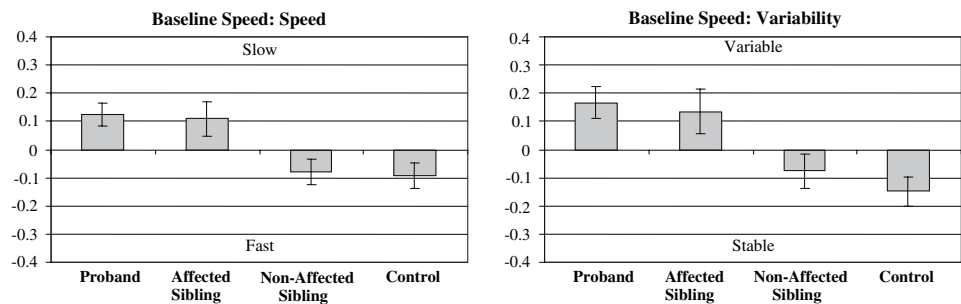 Baseline Speed: Speed
0.4
Slow
0.3
0.2
0.1
0
-0.1
-0.2
-0.3
Fast
-0.4
Proband Affected Non-Affected Control
Sibling Sibling
Baseline Speed: Variability
0.4
Variable
0.3
0.2
0.1
0
-0.1
-0.2
-0.3
Stable
-0.4
Proband Affected Non-Affected Control
Sibling Sibling